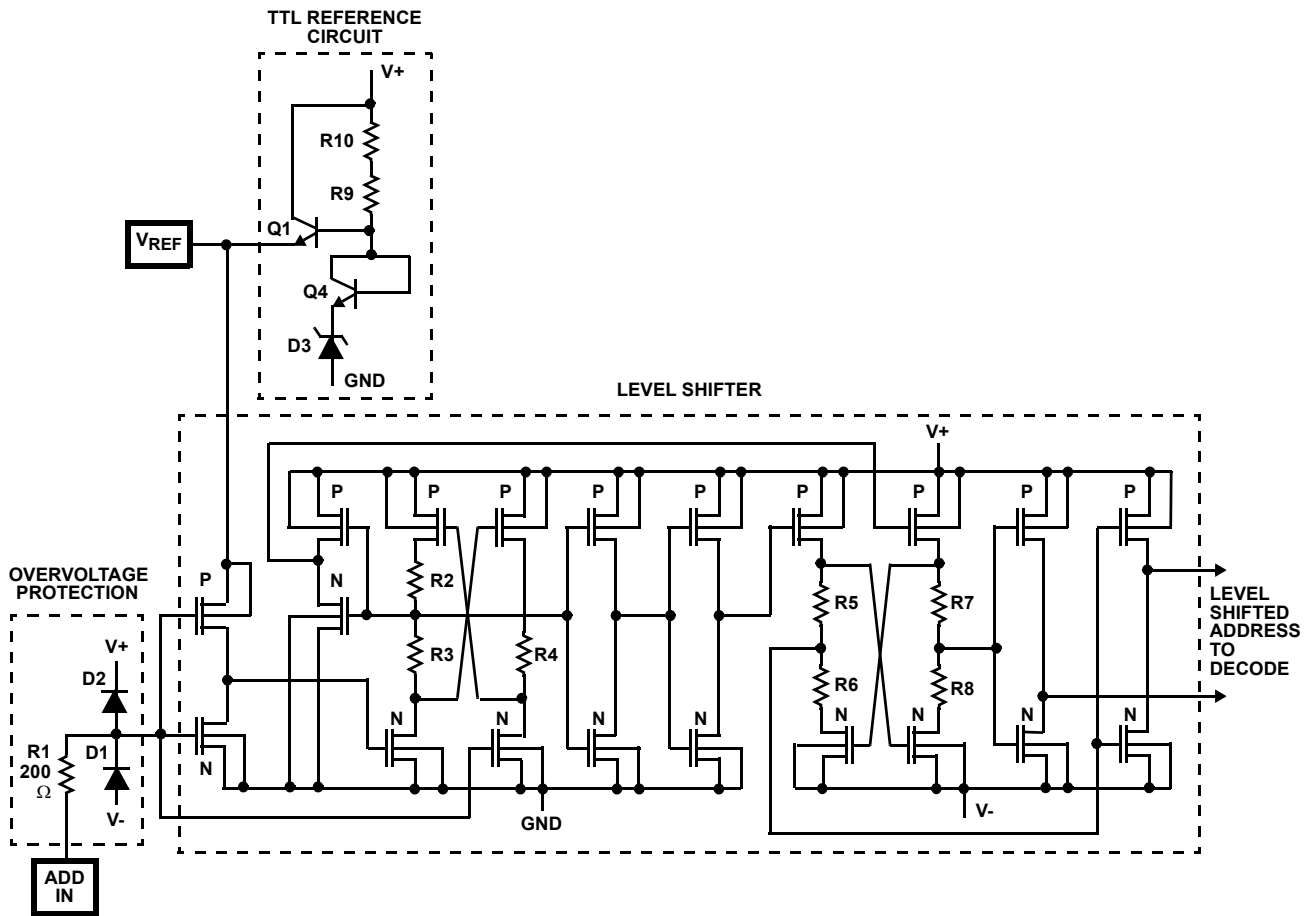 TTL REFERENCE
CIRCUIT
V+
R10
R9
Q1
VREF
Q4
D3
GND
LEVEL SHIFTER
V+
P
P
P
P
P
P
P
P
P
OVERVOLTAGE
PROTECTION
P
N
R2
R5
R7
LEVEL
SHIFTED
ADDRESS
TO
DECODE
V+
R3
R4
D2
R6
R8
N
N
N
N
N
N
N
N
N
R1
200
Ω
D1
V-
GND
V-
ADD
IN